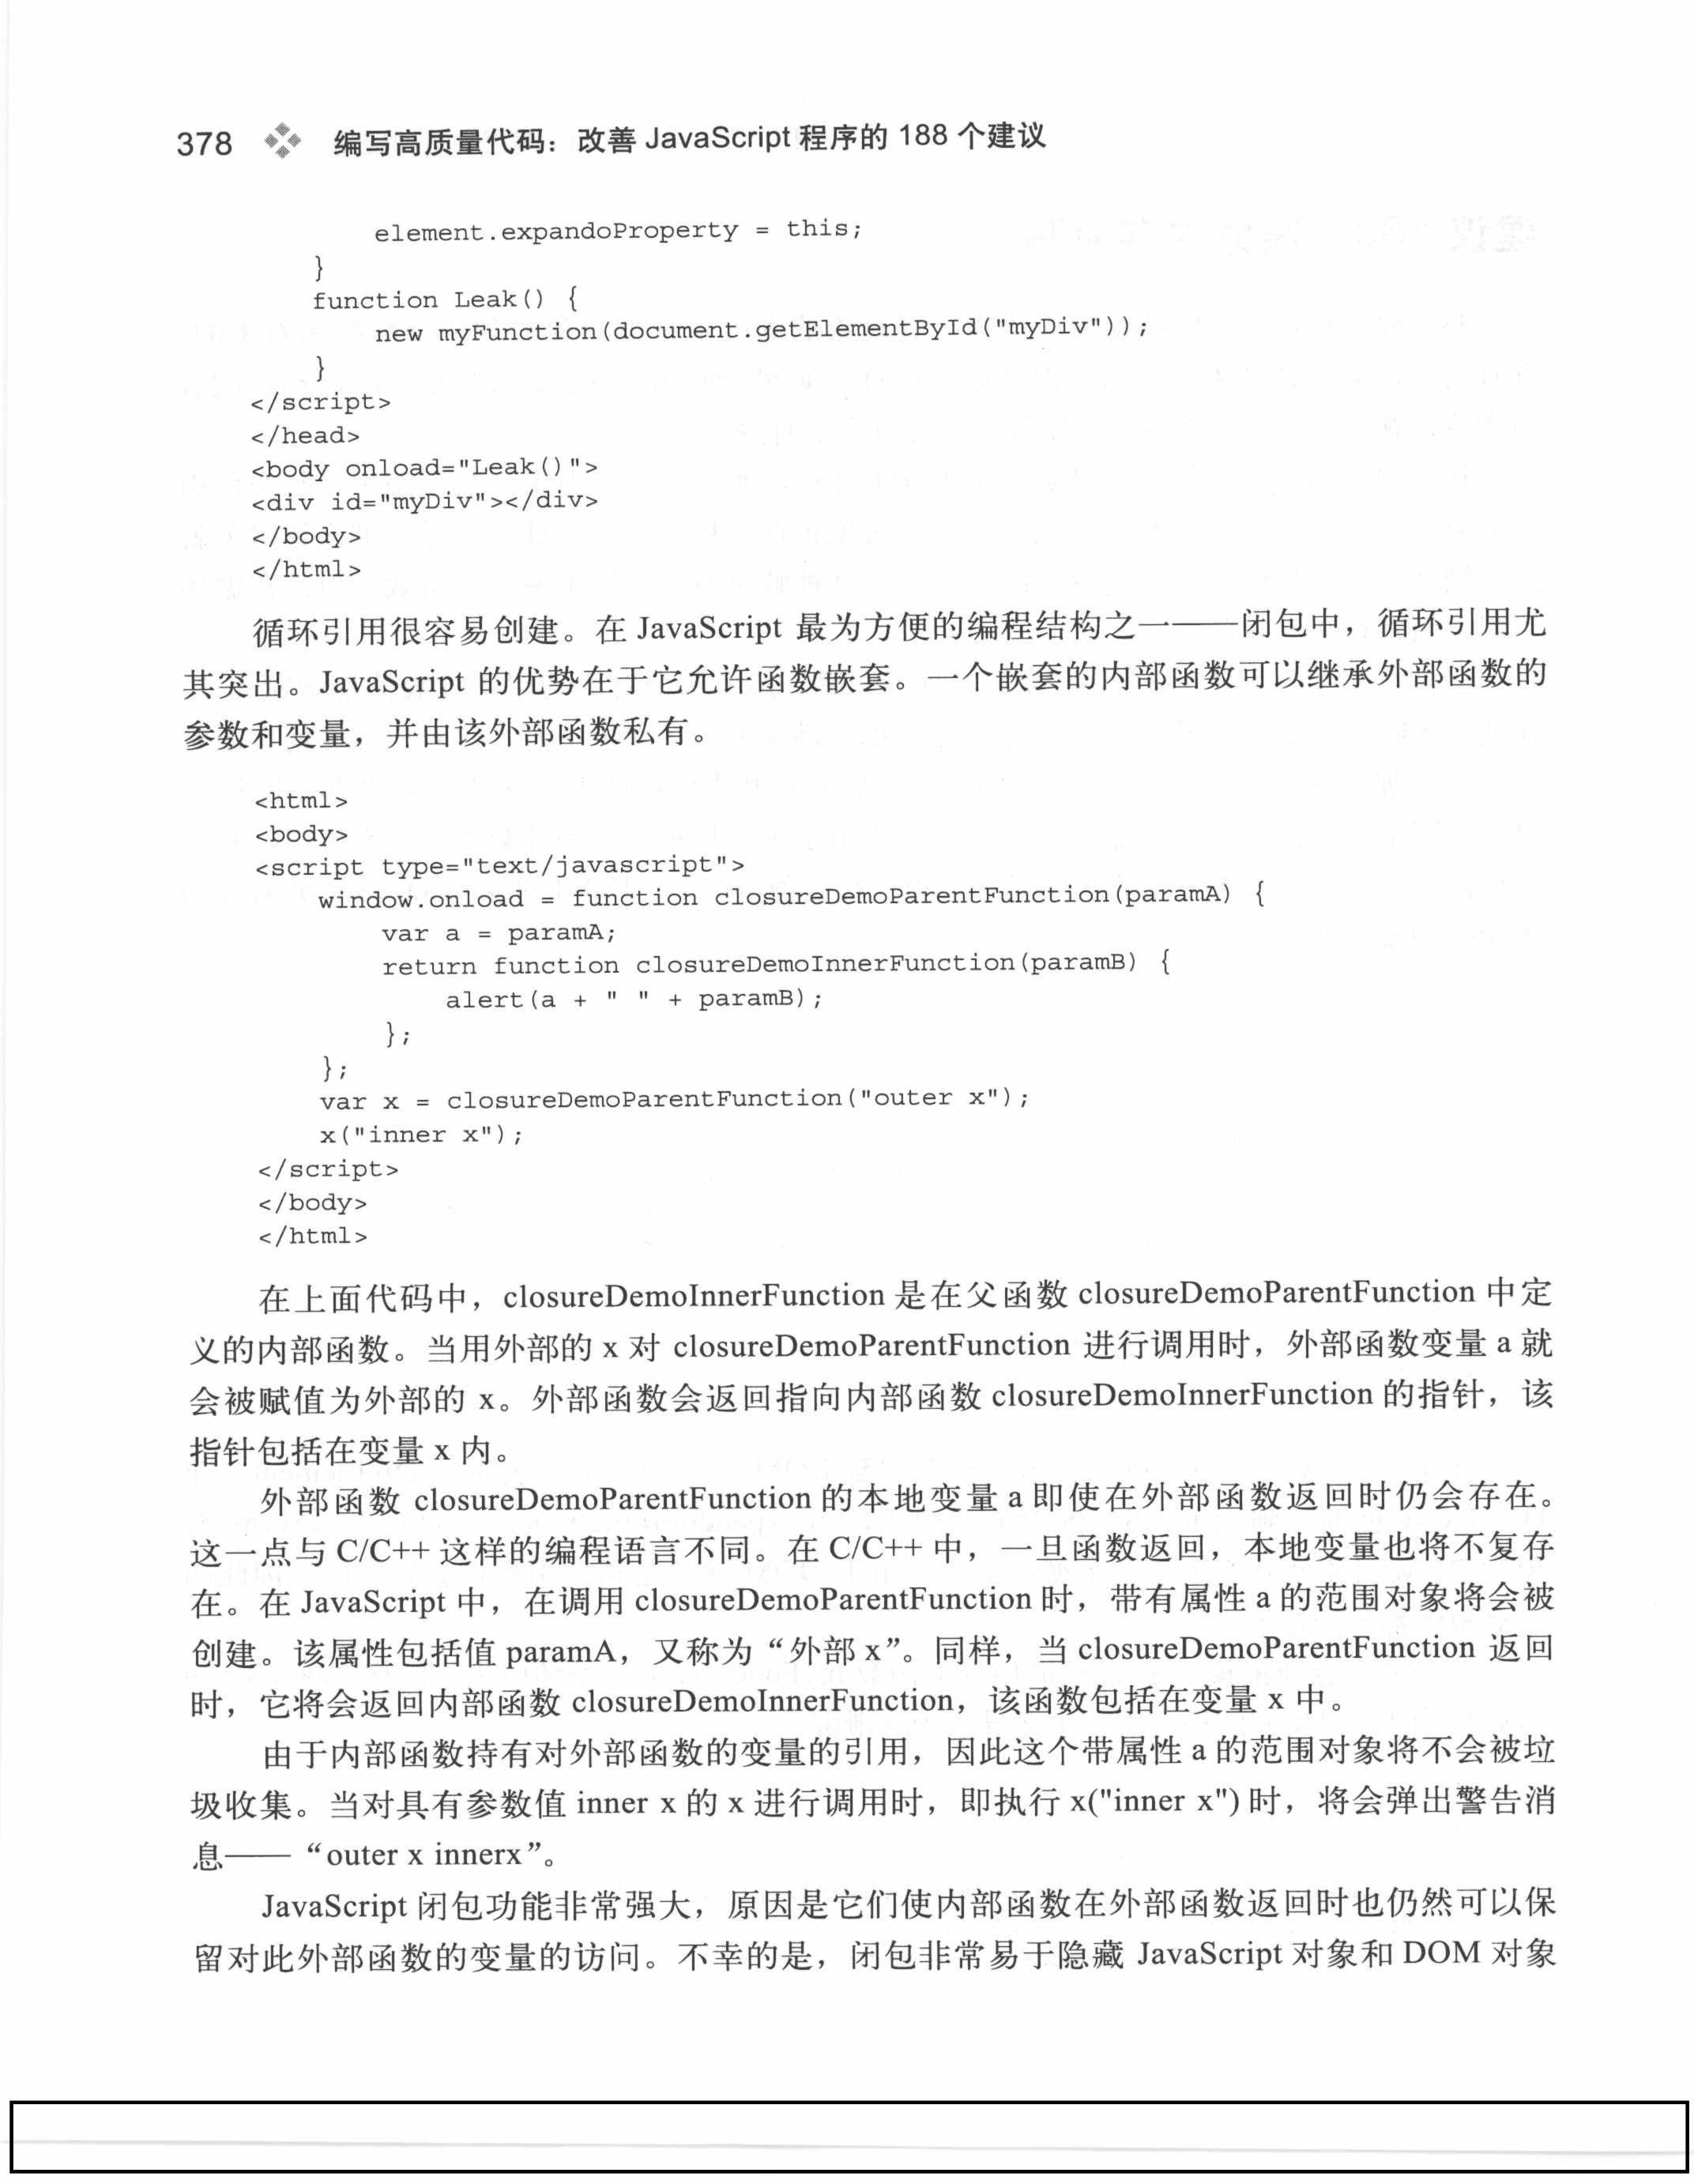 378 编写高质量代码：改善 JavaScript 程序的 188 个建议
element.expandoProperty = this;
}
function Leak() {
new myFunction(document.getElementById("myDiv"));
}
</script>
</head>
<body onload="Leak()">
<div id="myDiv"></div>
</body>
</html>
循环引用很容易创建。在 JavaScript 最为方便的编程结构之一——闭包中，循环引用尤
其突出。JavaScript 的优势在于它允许函数嵌套。一个嵌套的内部函数可以继承外部函数的
参数和变量，并由该外部函数私有。
<html>
<body>
<script type="text/javascript">
window.onload = function closureDemoParentFunction(paramA) {
var a = paramA;
return function closureDemoInnerFunction(paramB) {
alert(a + " " + paramB);
};
};
var x = closureDemoParentFunction("outer x");
x("inner x");
</script>
</body>
</html>
在上面代码中，closureDemoInnerFunction 是在父函数 closureDemoParentFunction 中定
义的内部函数。当用外部的 x 对 closureDemoParentFunction 进行调用时，外部函数变量 a 就
会被赋值为外部的 x。外部函数会返回指向内部函数 closureDemoInnerFunction 的指针，该
指针包括在变量 x 内。
外部函数 closureDemoParentFunction 的本地变量 a 即使在外部函数返回时仍会存在。
这一点与 C/C++ 这样的编程语言不同。在 C/C++ 中，一旦函数返回，本地变量也将不复存
在。在 JavaScript 中，在调用 closureDemoParentFunction 时，带有属性 a 的范围对象将会被
创建。该属性包括值 paramA，又称为“外部 x”。同样，当 closureDemoParentFunction 返回
时，它将会返回内部函数 closureDemoInnerFunction，该函数包括在变量 x 中。
由于内部函数持有对外部函数的变量的引用，因此这个带属性 a 的范围对象将不会被垃
圾收集。当对具有参数值 inner x 的 x 进行调用时，即执行 x("inner x") 时，将会弹出警告消
息——“outer x innerx”。
JavaScript 闭包功能非常强大，原因是它们使内部函数在外部函数返回时也仍然可以保
留对此外部函数的变量的访问。不幸的是，闭包非常易于隐藏 JavaScript 对象和 DOM 对象